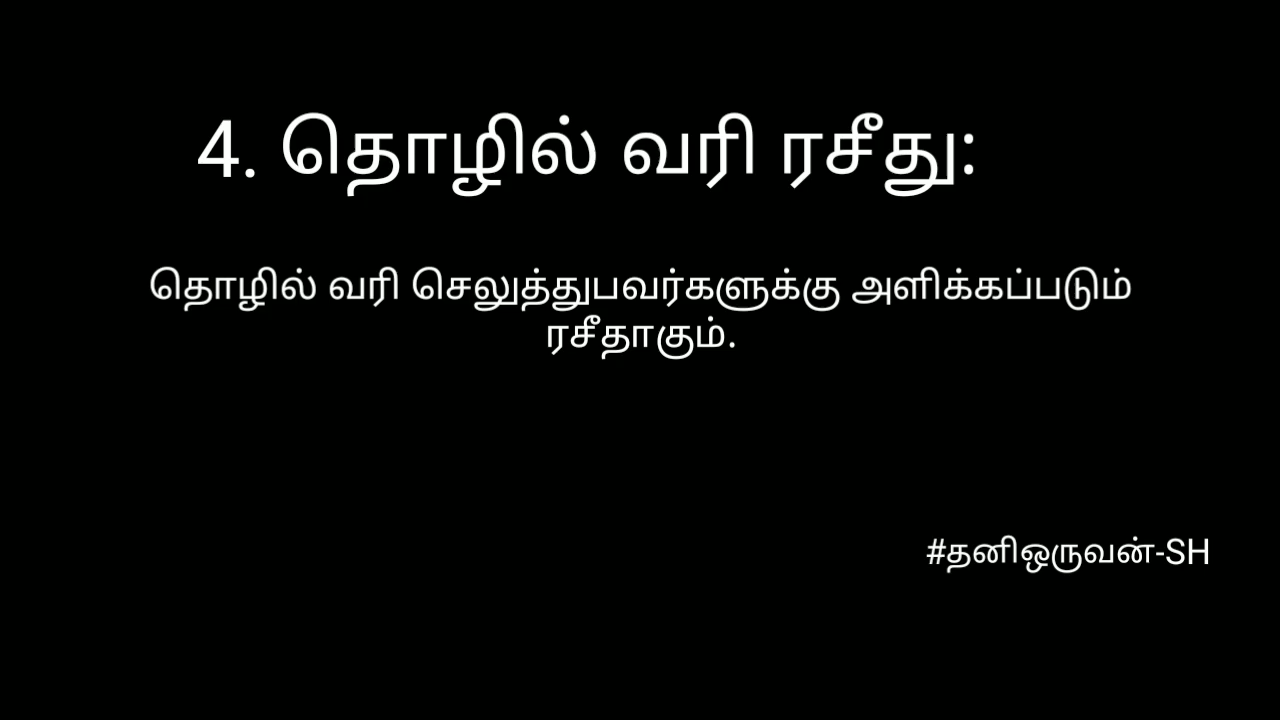 4. தொழில் வரி ரசீது:
தொழில் வரி செலுத்துபவர்களுக்கு அளிக்கப்படும்
ரசீதாகும்.
#தனிஒருவன்-SH